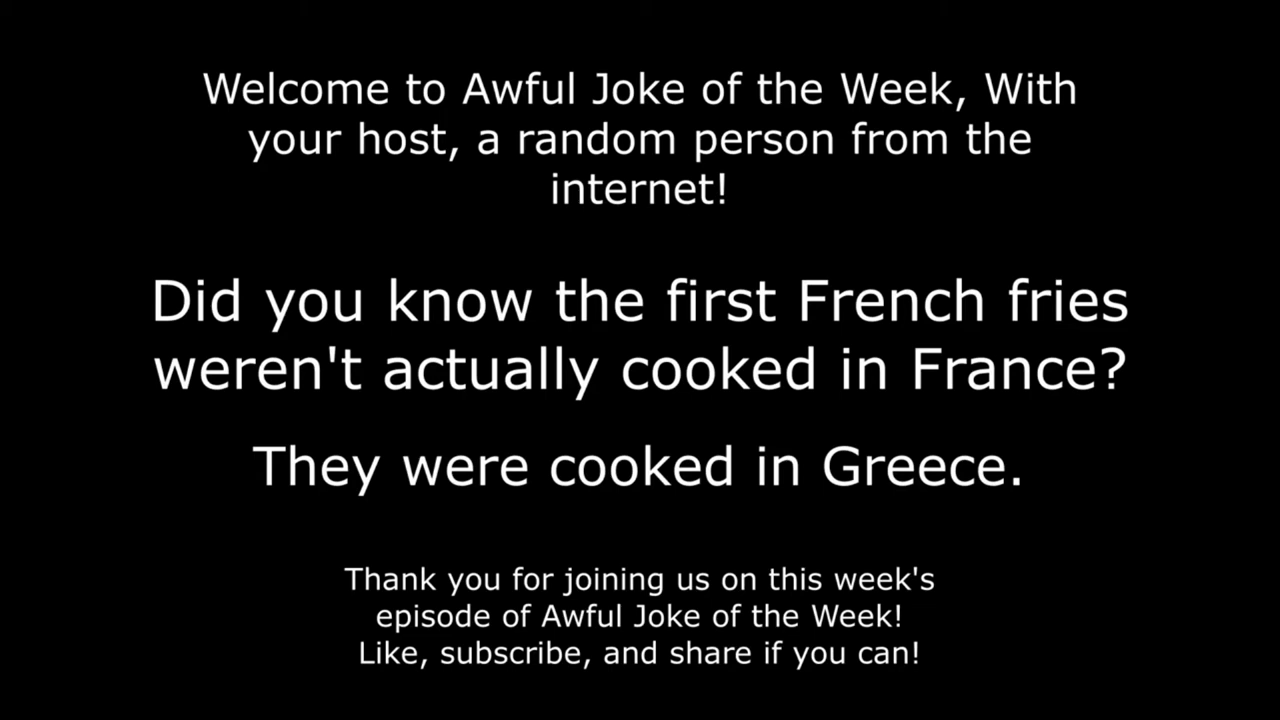 Welcome to Awful Joke of the Week, With
your host, a random person from the
internet!
Did you know the first French fries
weren't actually cooked in France?
They were cooked in Greece.
Thank you for joining us on this week's
episode of Awful Joke of the Week!
Like, subscribe, and share if you can!